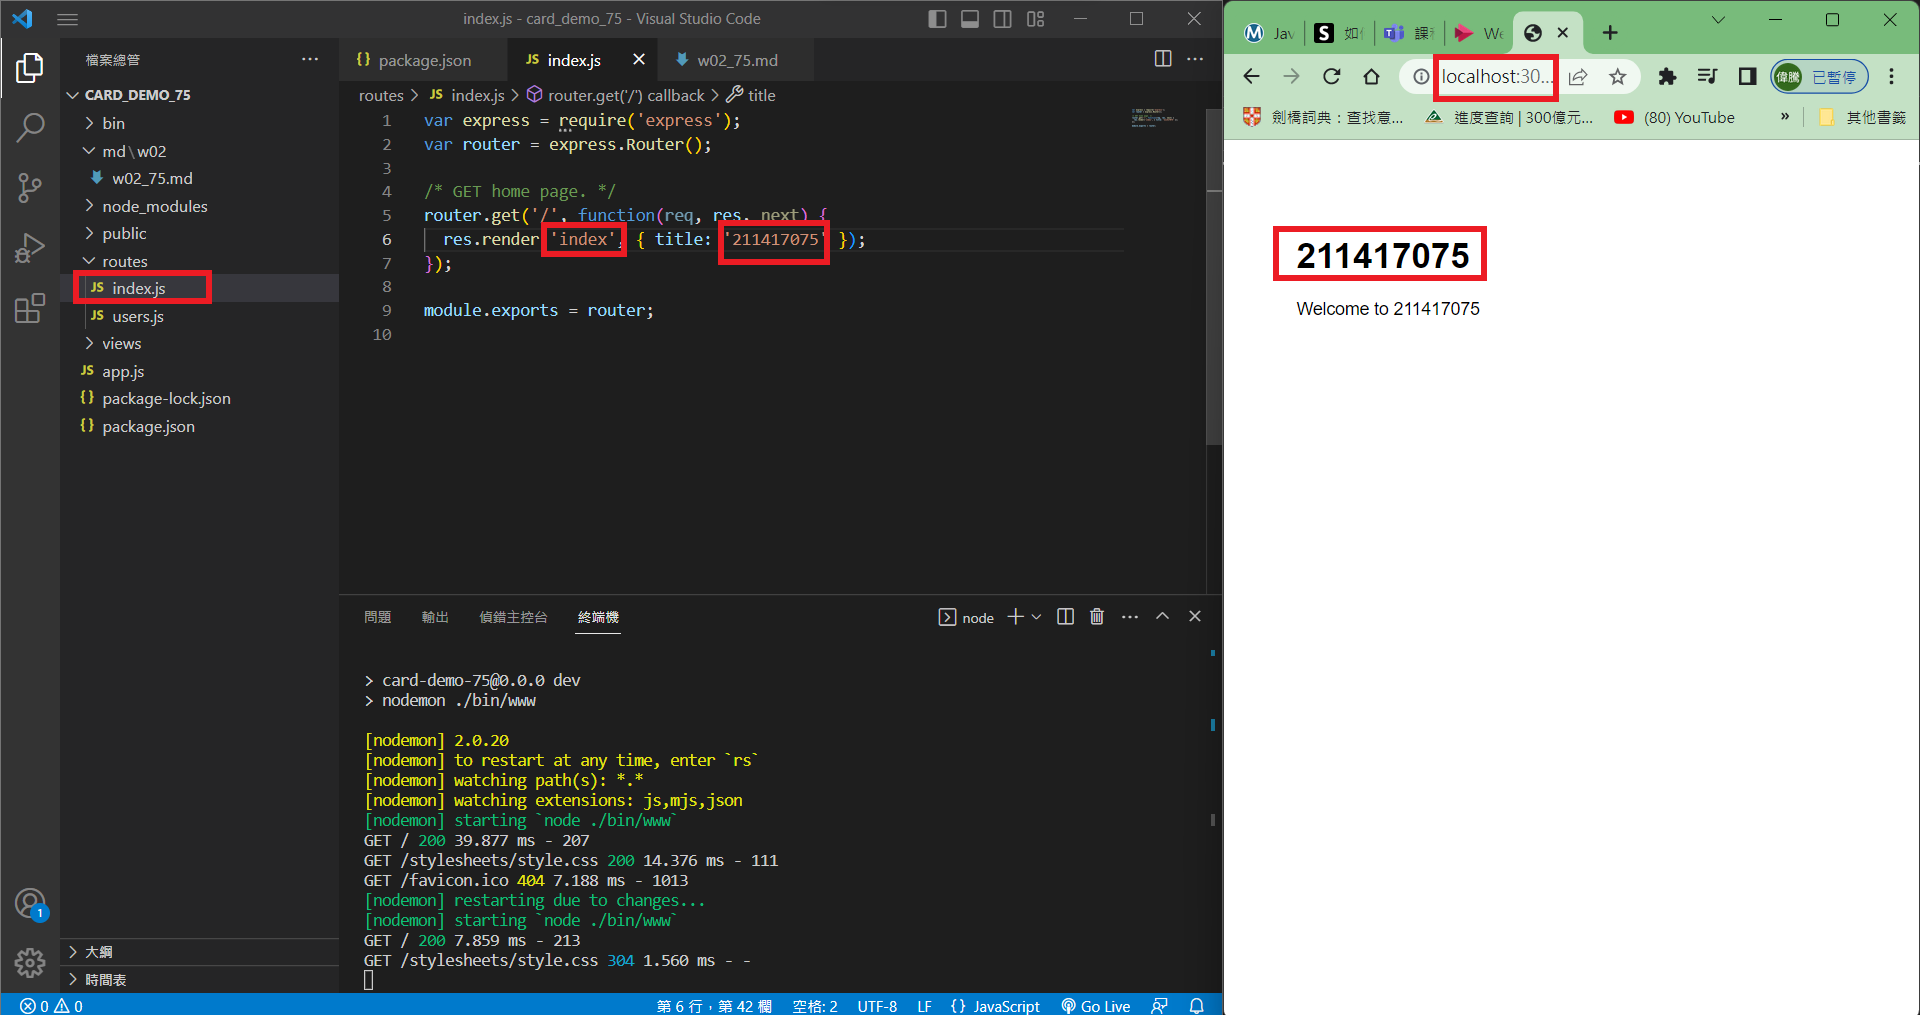 index.js - card_demo_75 - Visual Studio Code
檔案總管
CARD_DEMO_75
bin
md\w02
w02_75.md
node_modules
public
routes
index.js
users.js
views
app.js
package-lock.json
package.json
大綱
時間表
package.json
index.js
w02_75.md
routes > index.js > router.get('/') callback > title
1 var express = require('express');
2 var router = express.Router();
3
4 /* GET home page. */
5 router.get('/', function(req, res, next) {
6 res.render 'index', { title: '211417075' });
7 });
8
9 module.exports = router;
10
問題 輸出 偵錯主控台 終端機
node
> card-demo-75@0.0.0 dev
> nodemon ./bin/www
[nodemon] 2.0.20
[nodemon] to restart at any time, enter `rs`
[nodemon] watching path(s): *.*
[nodemon] watching extensions: js,mjs,json
[nodemon] starting `node ./bin/www`
GET / 200 39.877 ms - 207
GET /stylesheets/style.css 200 14.376 ms - 111
GET /favicon.ico 404 7.188 ms - 1013
[nodemon] restarting due to changes...
[nodemon] starting `node ./bin/www`
GET / 200 7.859 ms - 213
GET /stylesheets/style.css 304 1.560 ms - -
1
0 0
第 6 行，第 42 欄 空格: 2 UTF-8 LF {} JavaScript Go Live
Jav
如
課
We
localhost:30...
偉騰 已暫停
劍橋詞典：查找意... 進度查詢 | 300億元... (80) YouTube » 其他書籤
211417075
Welcome to 211417075